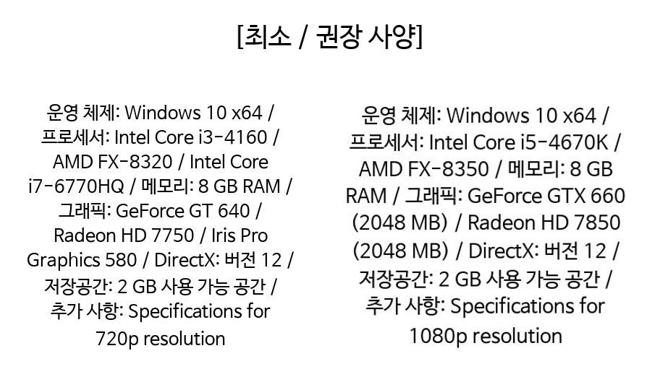 [최소 / 권장 사양]
운영 체제: Windows 10 x64 /
프로세서: Intel Core i3-4160 /
AMD FX-8320 / Intel Core
i7-6770HQ / 메모리: 8 GB RAM /
그래픽: GeForce GT 640 /
Radeon HD 7750 / Iris Pro
Graphics 580 / DirectX: 버전 12 /
저장공간: 2 GB 사용 가능 공간 /
추가 사항: Specifications for
720p resolution
운영 체제: Windows 10 x64 /
프로세서: Intel Core i5-4670K /
AMD FX-8350 / 메모리: 8 GB
RAM / 그래픽: GeForce GTX 660
(2048 MB) / Radeon HD 7850
(2048 MB) / DirectX: 버전 12 /
저장공간: 2 GB 사용 가능 공간 /
추가 사항: Specifications for
1080p resolution